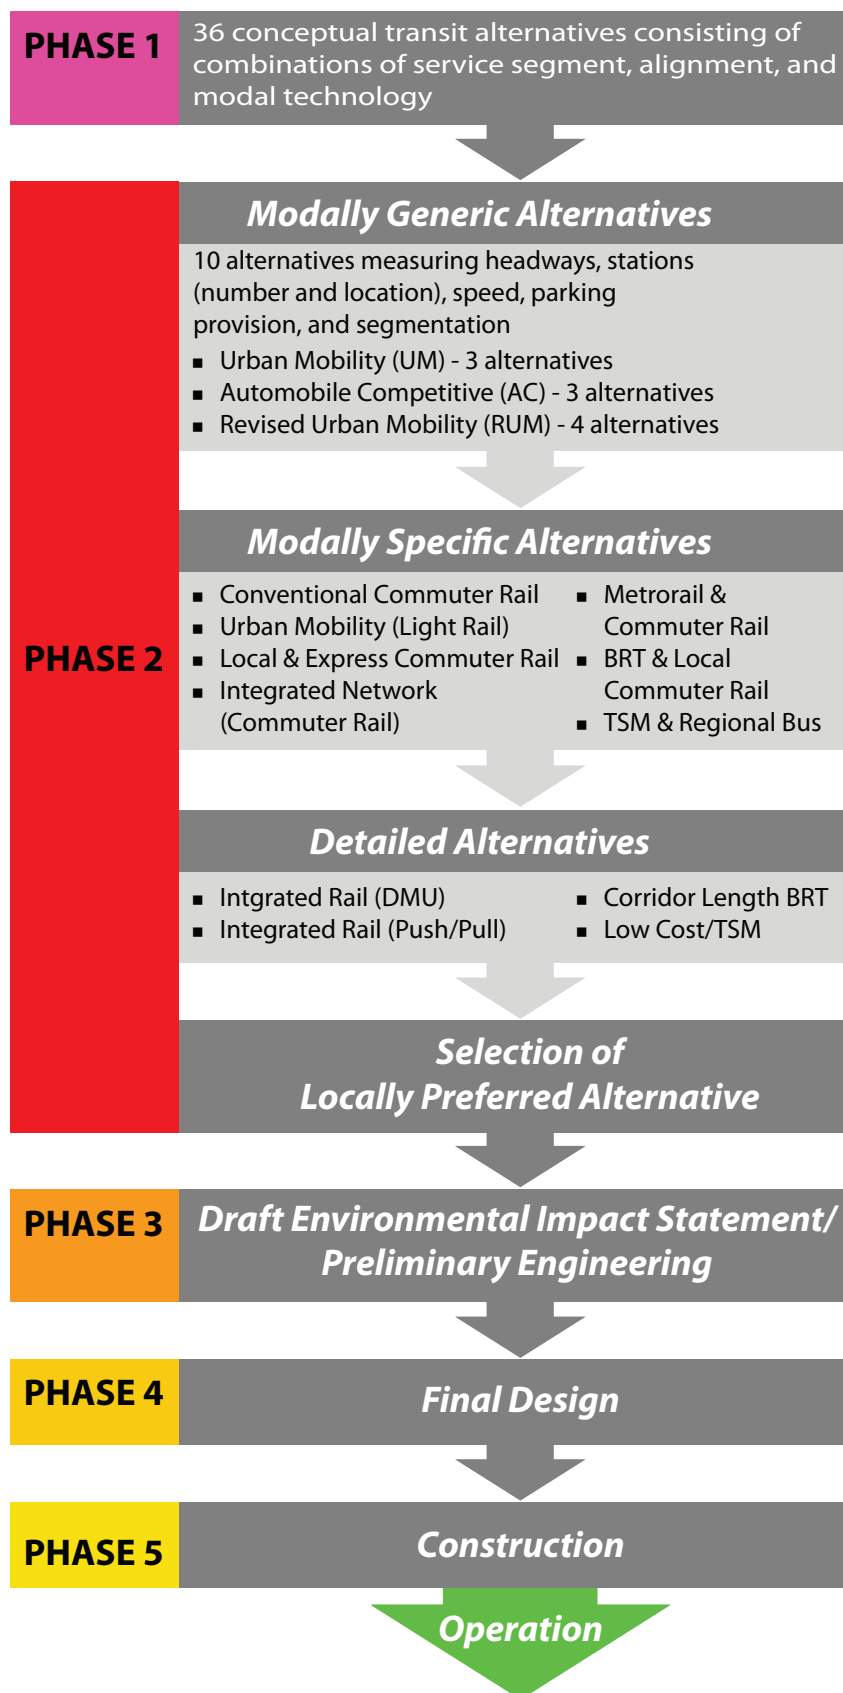 PHASE 1
36 conceptual transit alternatives consisting of
combinations of service segment, alignment, and
modal technology
PHASE 2
Modally Generic Alternatives
10 alternatives measuring headways, stations
(number and location), speed, parking
provision, and segmentation
▪ Urban Mobility (UM) - 3 alternatives
▪ Automobile Competitive (AC) - 3 alternatives
▪ Revised Urban Mobility (RUM) - 4 alternatives
Modally Specific Alternatives
▪ Conventional Commuter Rail
▪ Urban Mobility (Light Rail)
▪ Local & Express Commuter Rail
▪ Integrated Network
(Commuter Rail)
▪ Metrorail &
Commuter Rail
▪ BRT & Local
Commuter Rail
▪ TSM & Regional Bus
Detailed Alternatives
▪ Intgrated Rail (DMU)
▪ Integrated Rail (Push/Pull)
▪ Corridor Length BRT
▪ Low Cost/TSM
Selection of
Locally Preferred Alternative
PHASE 3
Draft Environmental Impact Statement/
Preliminary Engineering
PHASE 4
Final Design
PHASE 5
Construction
Operation